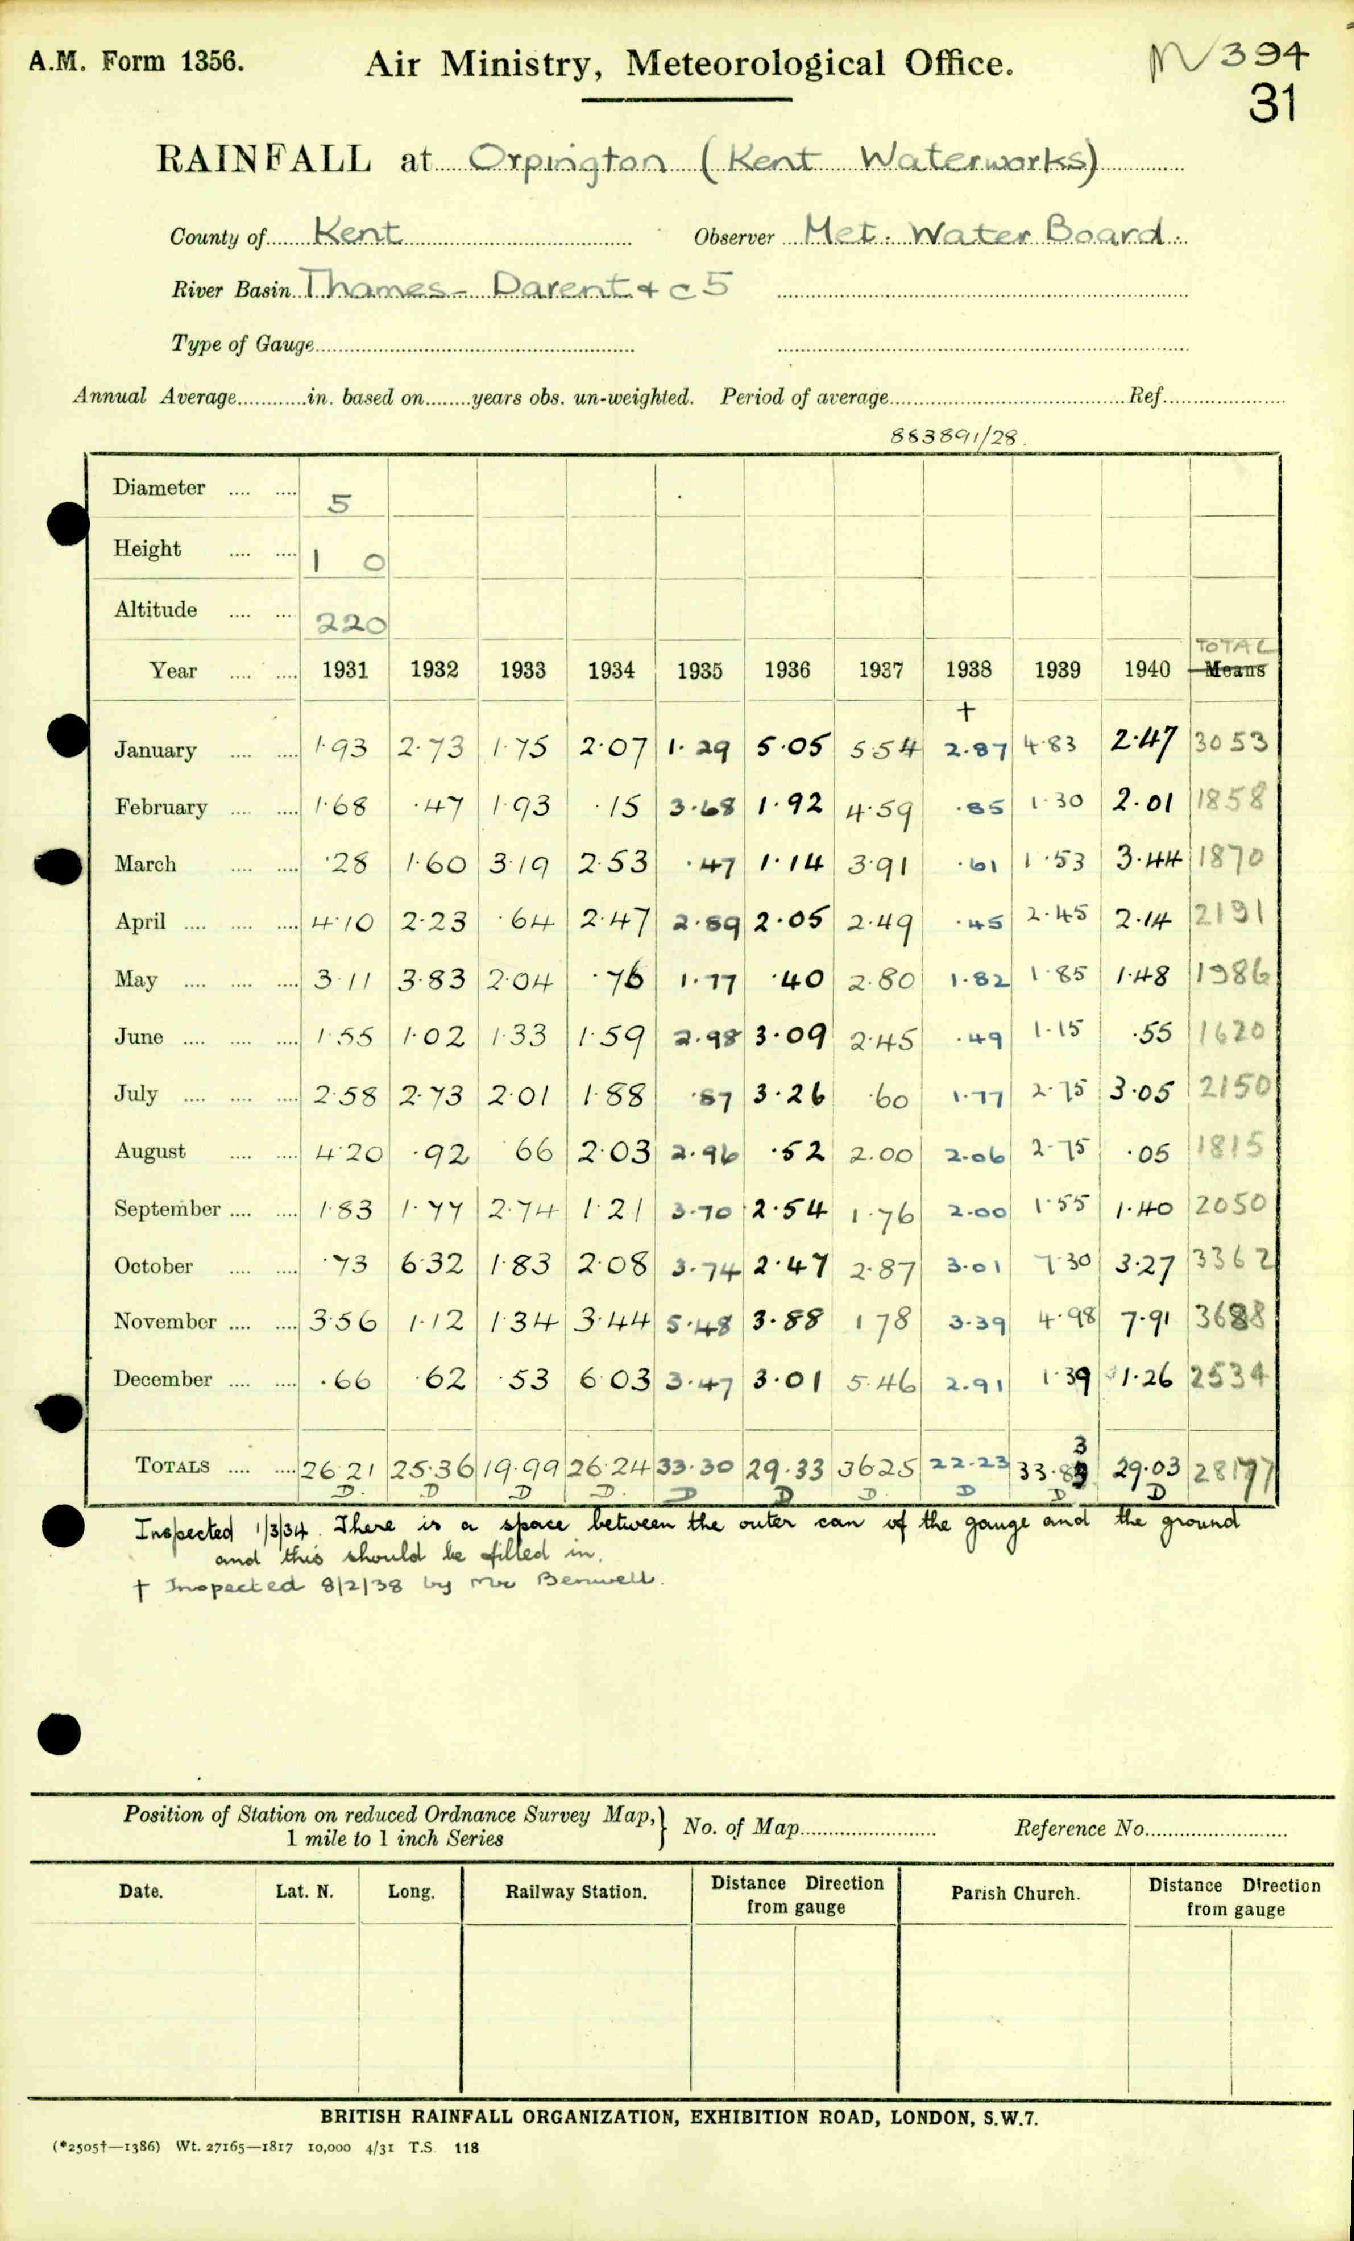 A.M. Form 1356. Air Ministry, Meteorological Office. 394
31
RAINFALL at Orpington (Kent Waterworks)
County of Kent Observer Met. Water Board.
River Basin Thames - Darent & c 5
Type of Gauge
Annual Average in. based on years obs. un-weighted. Period of average Ref.
883891/28.
Diameter 5
Height 1 0
Altitude 220
TOTAL
Year 1931 1932 1933 1934 1935 1936 1937 1938 1939 1940 Means
+
January 1.93 2.73 1.75 2.07 1.29 5.05 5.54 2.87 4.83 2.47 3053
February 1.68 .47 1.93 .15 3.68 1.92 4.59 .85 1.30 2.01 1858
March .28 1.60 3.19 2.53 .47 1.14 3.91 .61 1.53 3.44 1870
April 4.10 2.23 .64 2.47 2.89 2.05 2.49 .45 2.45 2.14 2191
May 3.11 3.83 2.04 .76 1.77 .40 2.80 1.82 1.85 1.48 1986
June 1.55 1.02 1.33 1.59 2.98 3.09 2.45 .49 1.15 .55 1620
July 2.58 2.73 2.01 1.88 .87 3.26 .60 1.77 2.75 3.05 2150
August 4.20 .92 .66 2.03 2.96 .52 2.00 2.06 2.75 .05 1815
September 1.83 1.77 2.74 1.21 3.70 2.54 1.76 2.00 1.55 1.40 2050
October .73 6.32 1.83 2.08 3.74 2.47 2.87 3.01 7.30 3.27 3362
November 3.56 1.12 1.34 3.44 5.48 3.88 1.78 3.39 4.98 7.91 3688
December .66 .62 .53 6.03 3.47 3.01 5.46 2.91 1.39 1.26 2534
TOTALS 26.21 25.36 19.99 26.24 33.30 29.33 36.25 22.23 33.83 29.03 28177
D D D D D D D D D D
Inspected 1/3/34. There is a space between the outer can of the gauge and the ground
and this should be filled in.
† Inspected 8/2/38 by Mr Benwell.
Position of Station on reduced Ordnance Survey Map, } No. of Map Reference No.
1 mile to 1 inch Series
Date. Lat. N. Long. Railway Station. Distance Direction from gauge Parish Church. Distance Direction from gauge
BRITISH RAINFALL ORGANIZATION, EXHIBITION ROAD, LONDON, S.W.7.
(*2505†—1386) Wt. 27165—1817 10,000 4/31 T.S. 118